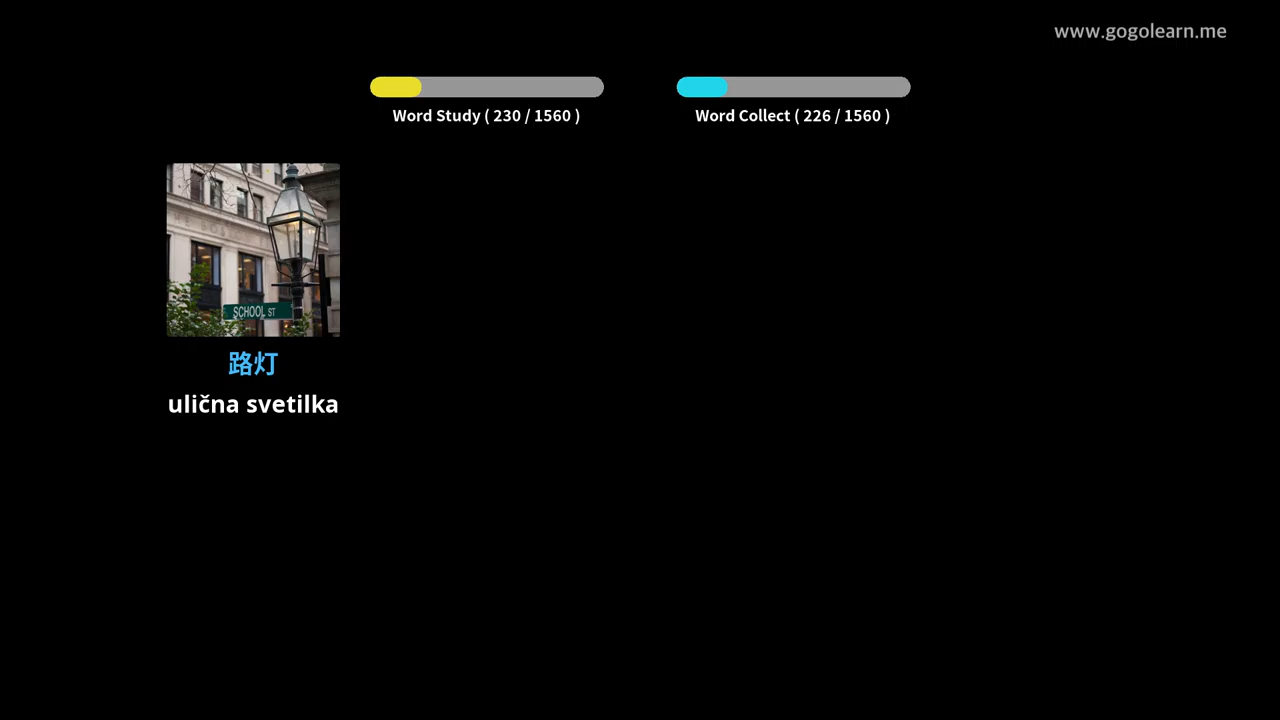 www.gogolearn.me
Word Study ( 230 / 1560 )
Word Collect ( 226 / 1560 )
SCHOOL ST
路灯
ulična svetilka